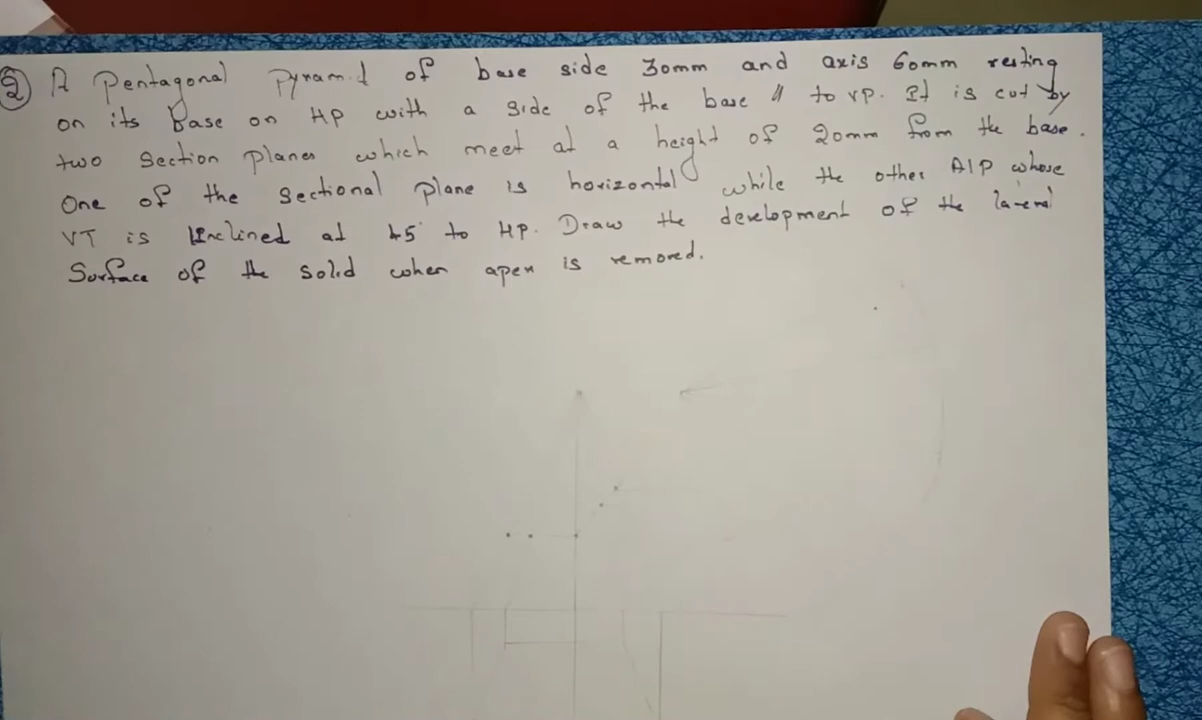 ② A Pentagonal Pyramid of base side 30mm and axis 60mm resting
on its base on HP with a side of the base // to VP. It is cut by
two section planes which meet at a height of 20mm from the base.
One of the sectional plane is horizontal while the other AIP whose
VT is inclined at 45° to HP. Draw the development of the lateral
Surface of the solid when apex is removed.